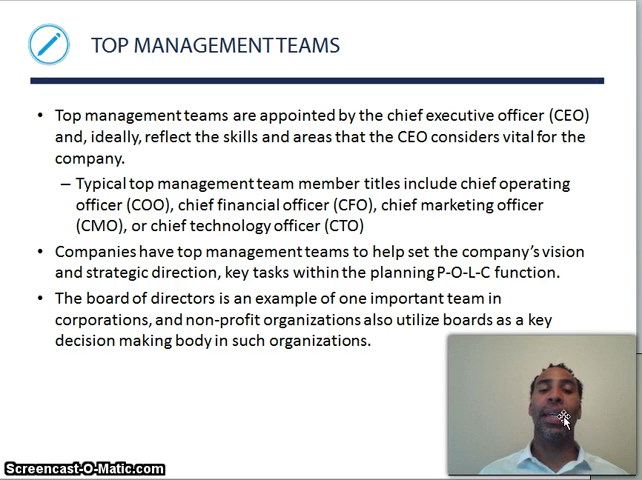 TOP MANAGEMENT TEAMS
• Top management teams are appointed by the chief executive officer (CEO)
and, ideally, reflect the skills and areas that the CEO considers vital for the
company.
– Typical top management team member titles include chief operating
officer (COO), chief financial officer (CFO), chief marketing officer
(CMO), or chief technology officer (CTO)
• Companies have top management teams to help set the company's vision
and strategic direction, key tasks within the planning P-O-L-C function.
• The board of directors is an example of one important team in
corporations, and non-profit organizations also utilize boards as a key
decision making body in such organizations.
Screencast-O-Matic.com